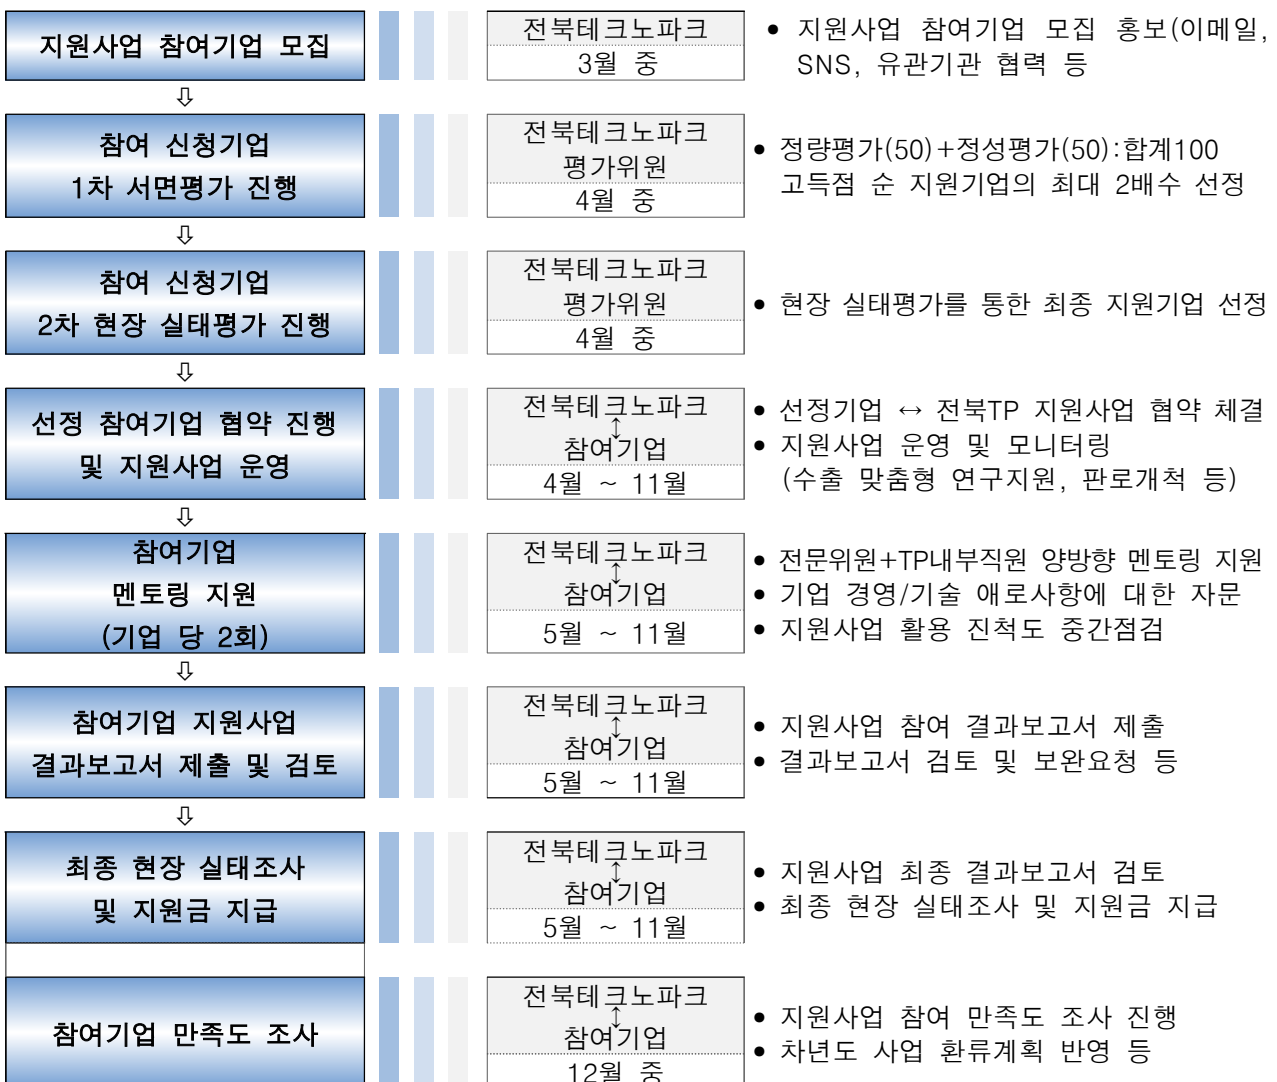 지원사업 참여기업 모집
전북테크노파크
3월 중
• 지원사업 참여기업 모집 홍보(이메일,
SNS, 유관기관 협력 등
⇩
참여 신청기업
1차 서면평가 진행
전북테크노파크
평가위원
4월 중
• 정량평가(50)+정성평가(50):합계100
고득점 순 지원기업의 최대 2배수 선정
⇩
참여 신청기업
2차 현장 실태평가 진행
전북테크노파크
평가위원
4월 중
• 현장 실태평가를 통한 최종 지원기업 선정
⇩
선정 참여기업 협약 진행
및 지원사업 운영
전북테크노파크
↕
참여기업
4월 ~ 11월
• 선정기업 ↔ 전북TP 지원사업 협약 체결
• 지원사업 운영 및 모니터링
(수출 맞춤형 연구지원, 판로개척 등)
⇩
참여기업
멘토링 지원
(기업 당 2회)
전북테크노파크
↕
참여기업
5월 ~ 11월
• 전문위원+TP내부직원 양방향 멘토링 지원
• 기업 경영/기술 애로사항에 대한 자문
• 지원사업 활용 진척도 중간점검
⇩
참여기업 지원사업
결과보고서 제출 및 검토
전북테크노파크
↕
참여기업
5월 ~ 11월
• 지원사업 참여 결과보고서 제출
• 결과보고서 검토 및 보완요청 등
⇩
최종 현장 실태조사
및 지원금 지급
전북테크노파크
↕
참여기업
5월 ~ 11월
• 지원사업 최종 결과보고서 검토
• 최종 현장 실태조사 및 지원금 지급
참여기업 만족도 조사
전북테크노파크
↕
참여기업
12월 중
• 지원사업 참여 만족도 조사 진행
• 차년도 사업 환류계획 반영 등